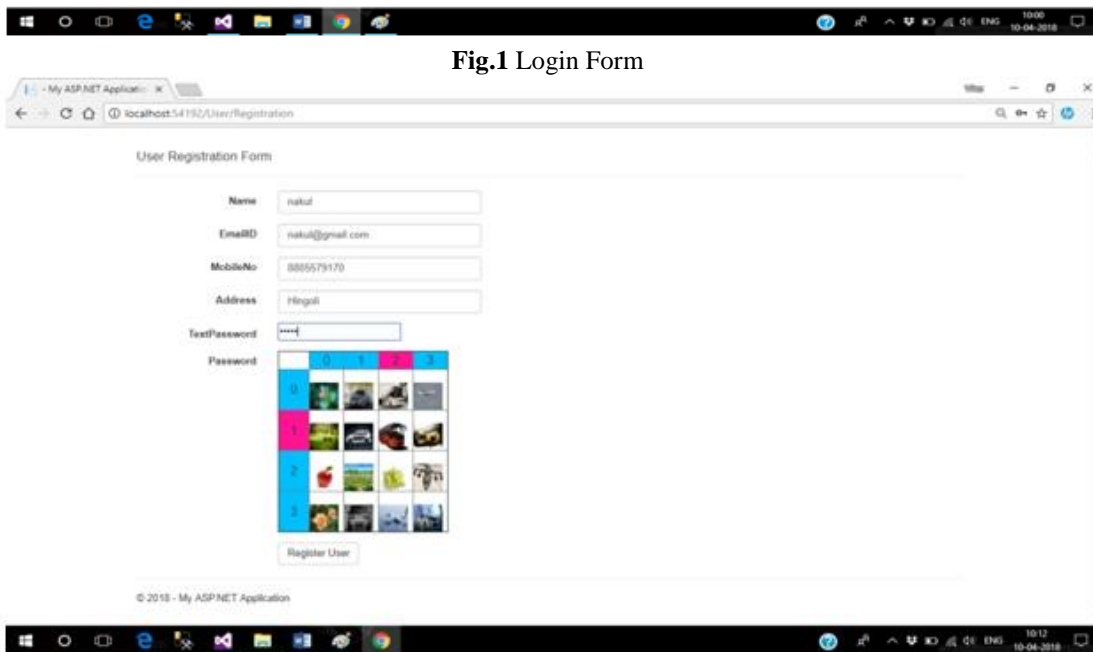 10:00
ENG
10-04-2018
Fig.1 Login Form
- My ASP.NET Applicatio
localhost:54192/User/Registration
User Registration Form
Name nakul
EmailID nakul@gmail.com
MobileNo 8805579170
Address Hingoli
TextPassword •••••
Password
0 1 2 3
0
1
2
3
Register User
© 2018 - My ASP.NET Application
10:12
ENG
10-04-2018